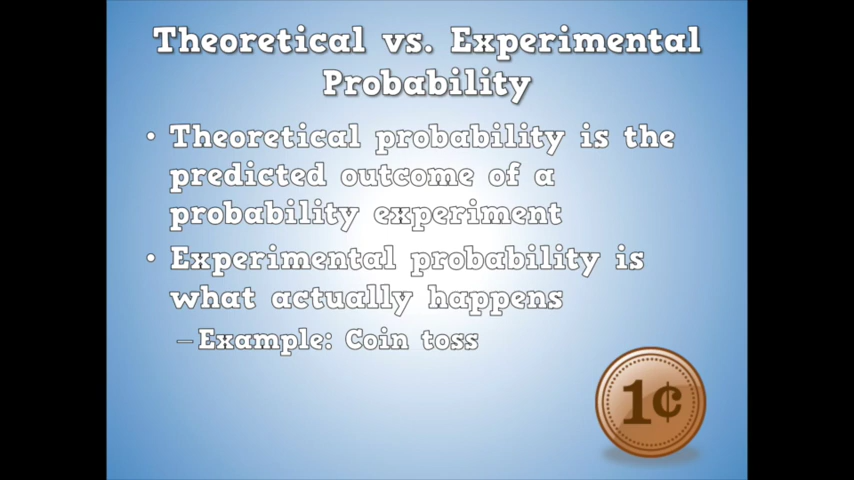 Theoretical vs. Experimental
Probability
• Theoretical probability is the
predicted outcome of a
probability experiment
• Experimental probability is
what actually happens
– Example: Coin toss
1¢